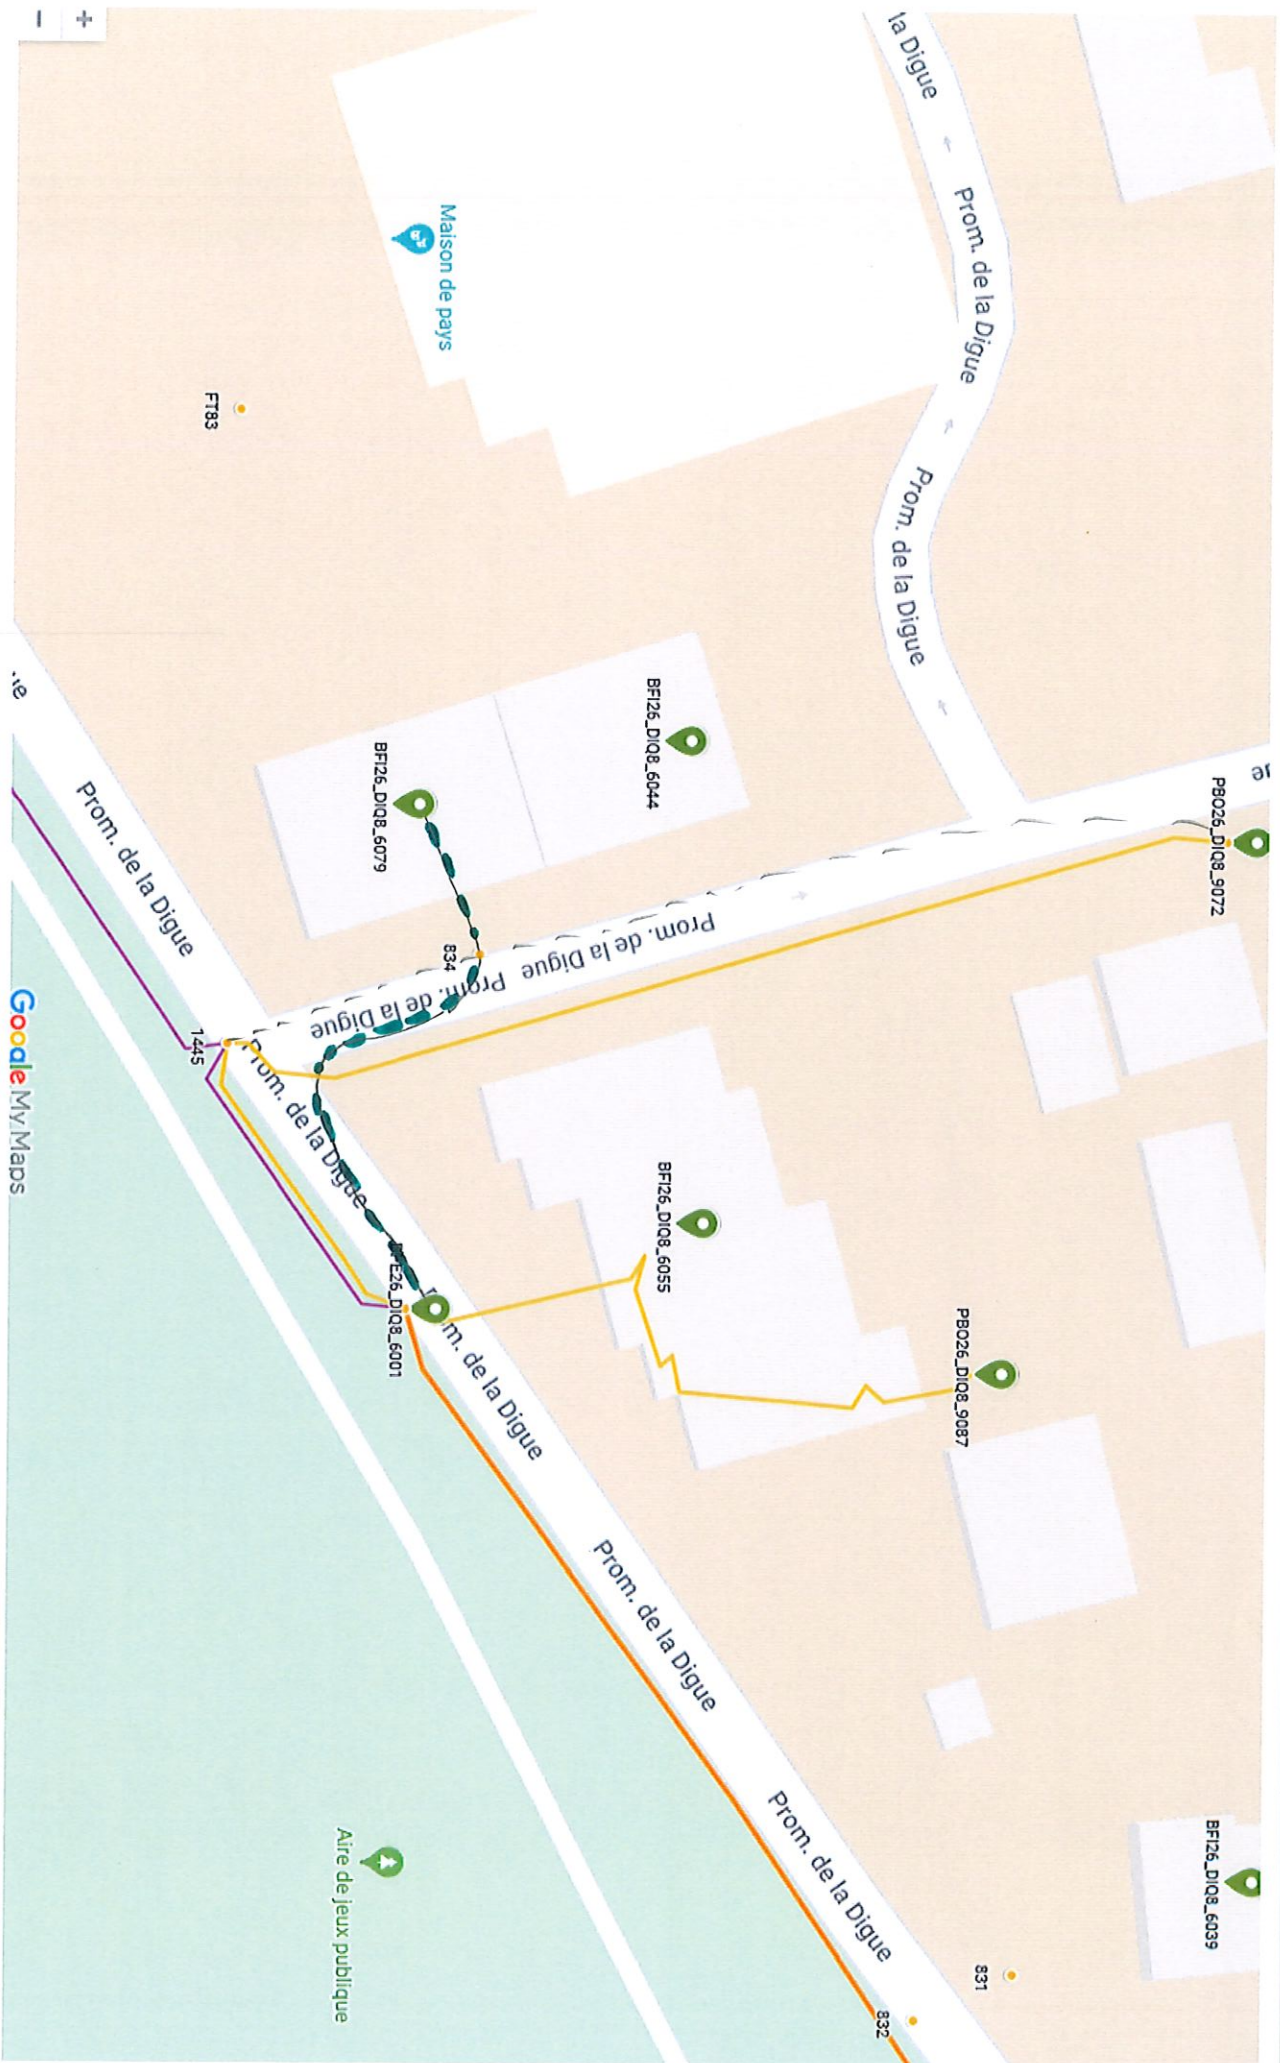 la Digue
Prom. de la Digue
Prom. de la Digue
Maison de pays
FT83
BFI26_DIQ8_6044
BFI26_DIQ8_6079
PBO26_DIQ8_9072
834
Prom. de la Digue
Prom. de la Digue
Prom. de la Digue
1445
Prom. de la Digue
BFI26_DIQ8_6055
PBO26_DIQ8_9087
26_DIQ8_6001
m. de la Digue
Prom. de la Digue
Prom. de la Digue
BFI26_DIQ8_6039
831
832
Aire de jeux publique
Google My Maps
+
−